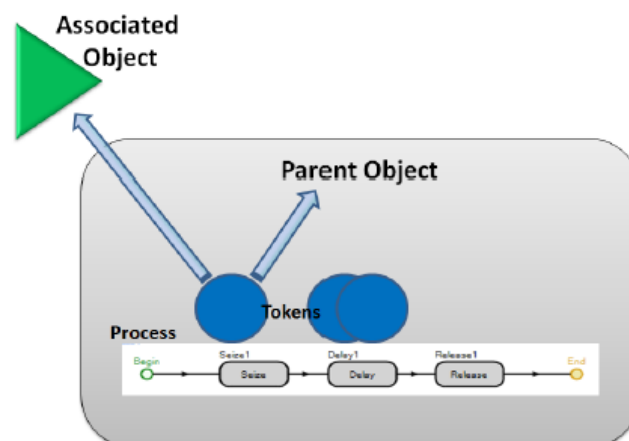 Associated
Object
Parent Object
Tokens
Process
Begin
Seize1
Delay1
Release1
End
Seize
Delay
Release